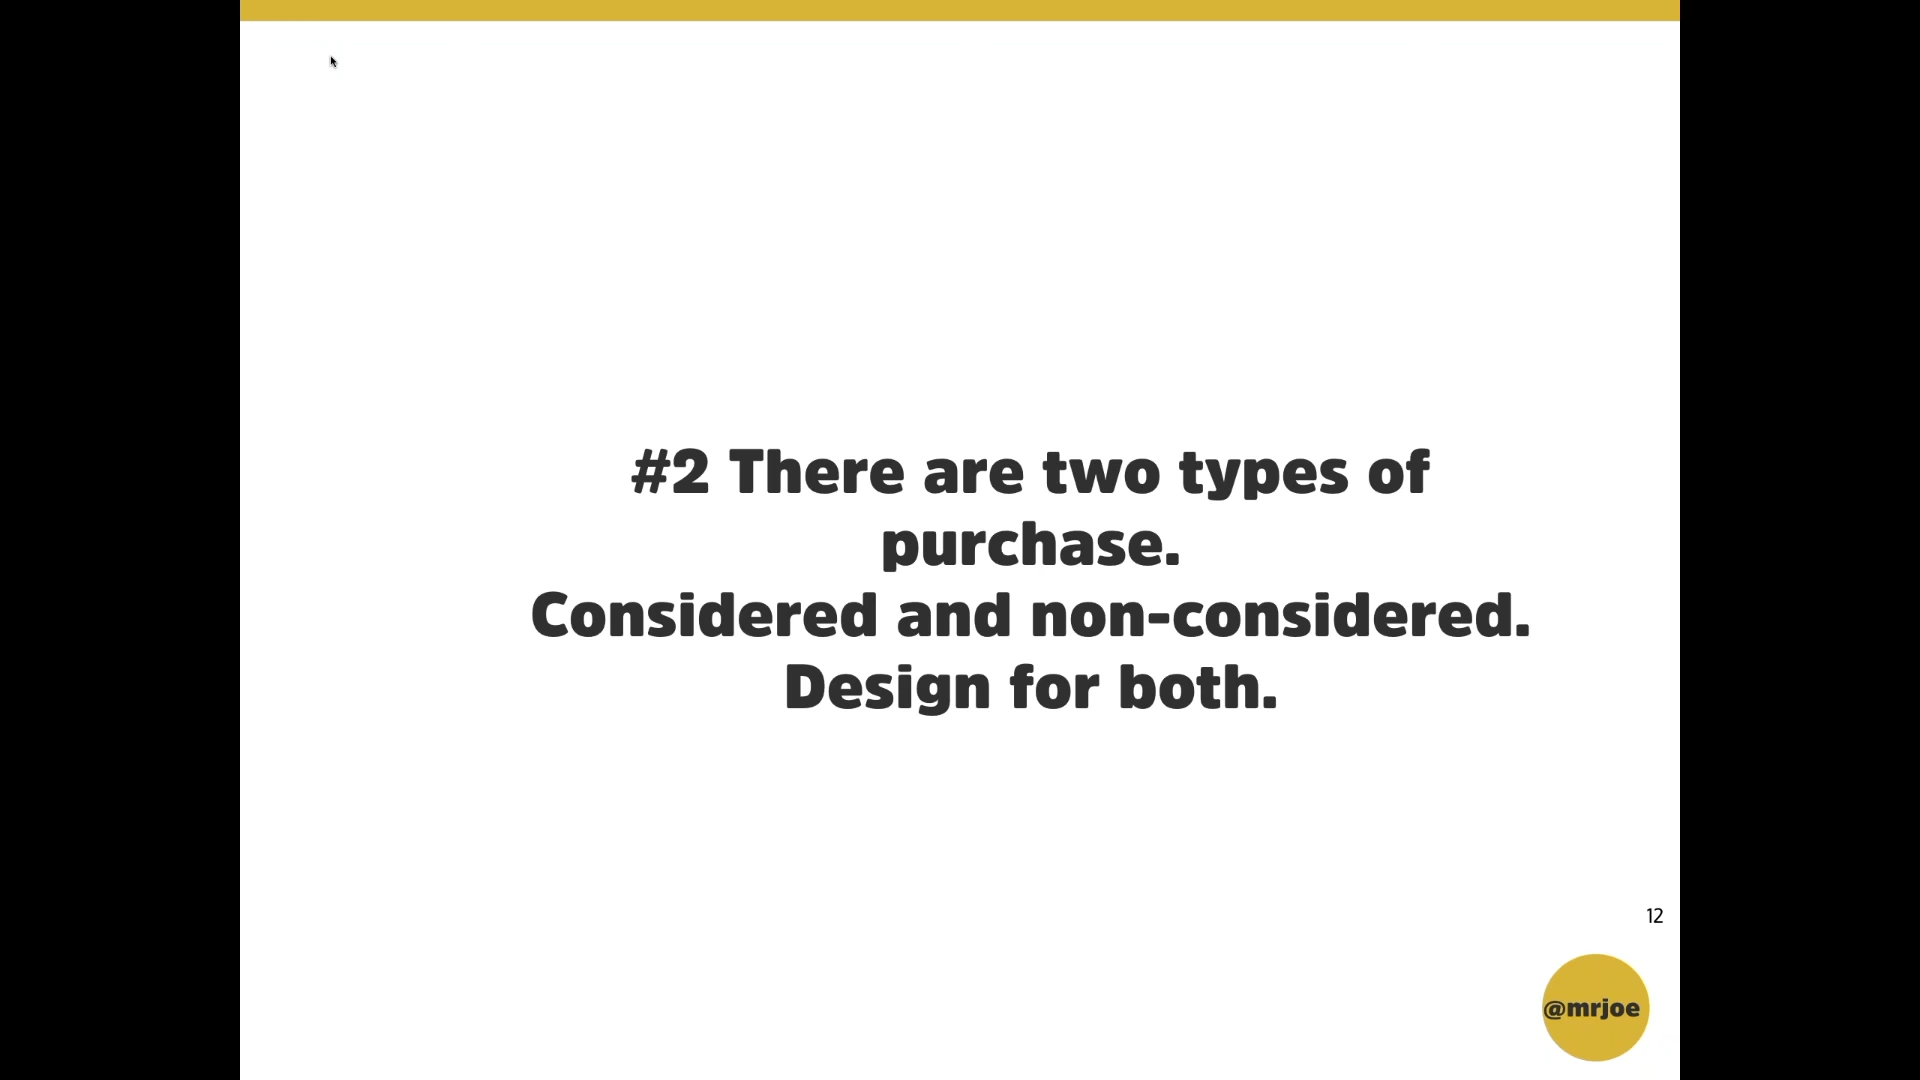 #2 There are two types of
purchase.
Considered and non-considered.
Design for both.
12
@mrjoe